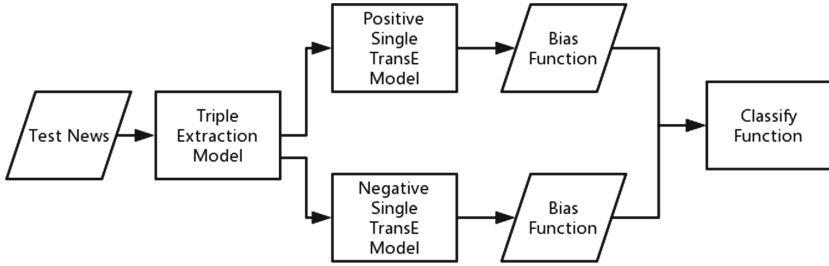 Test News
Triple
Extraction
Model
Positive
Single
TransE
Model
Bias
Function
Negative
Single
TransE
Model
Bias
Function
Classify
Function